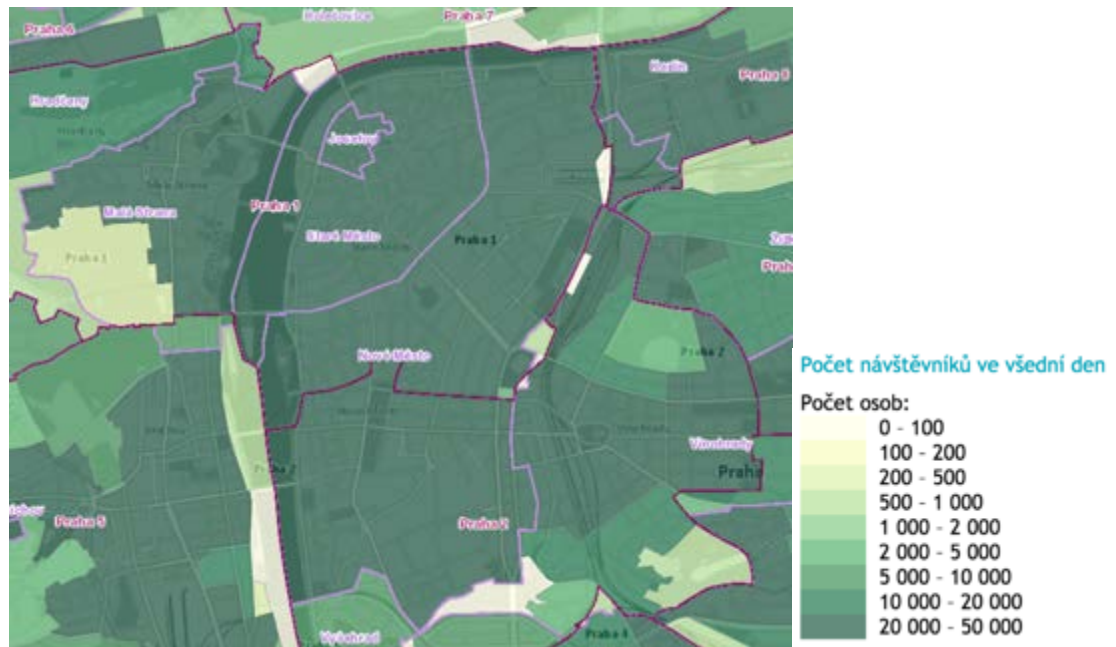 Praha 6
Holešovice
Praha 7
Karlín
Praha 8
Hradčany
Josefov
Malá Strana
Praha 1
Staré Město
Praha 1
Praha 1
Nové Město
Praha 2
Vinohrady
Praha
Praha 2
Praha 5
Praha 2
Vyšehrad
Praha 4
Počet návštěvníků ve všední den
Počet osob:
0 - 100
100 - 200
200 - 500
500 - 1 000
1 000 - 2 000
2 000 - 5 000
5 000 - 10 000
10 000 - 20 000
20 000 - 50 000